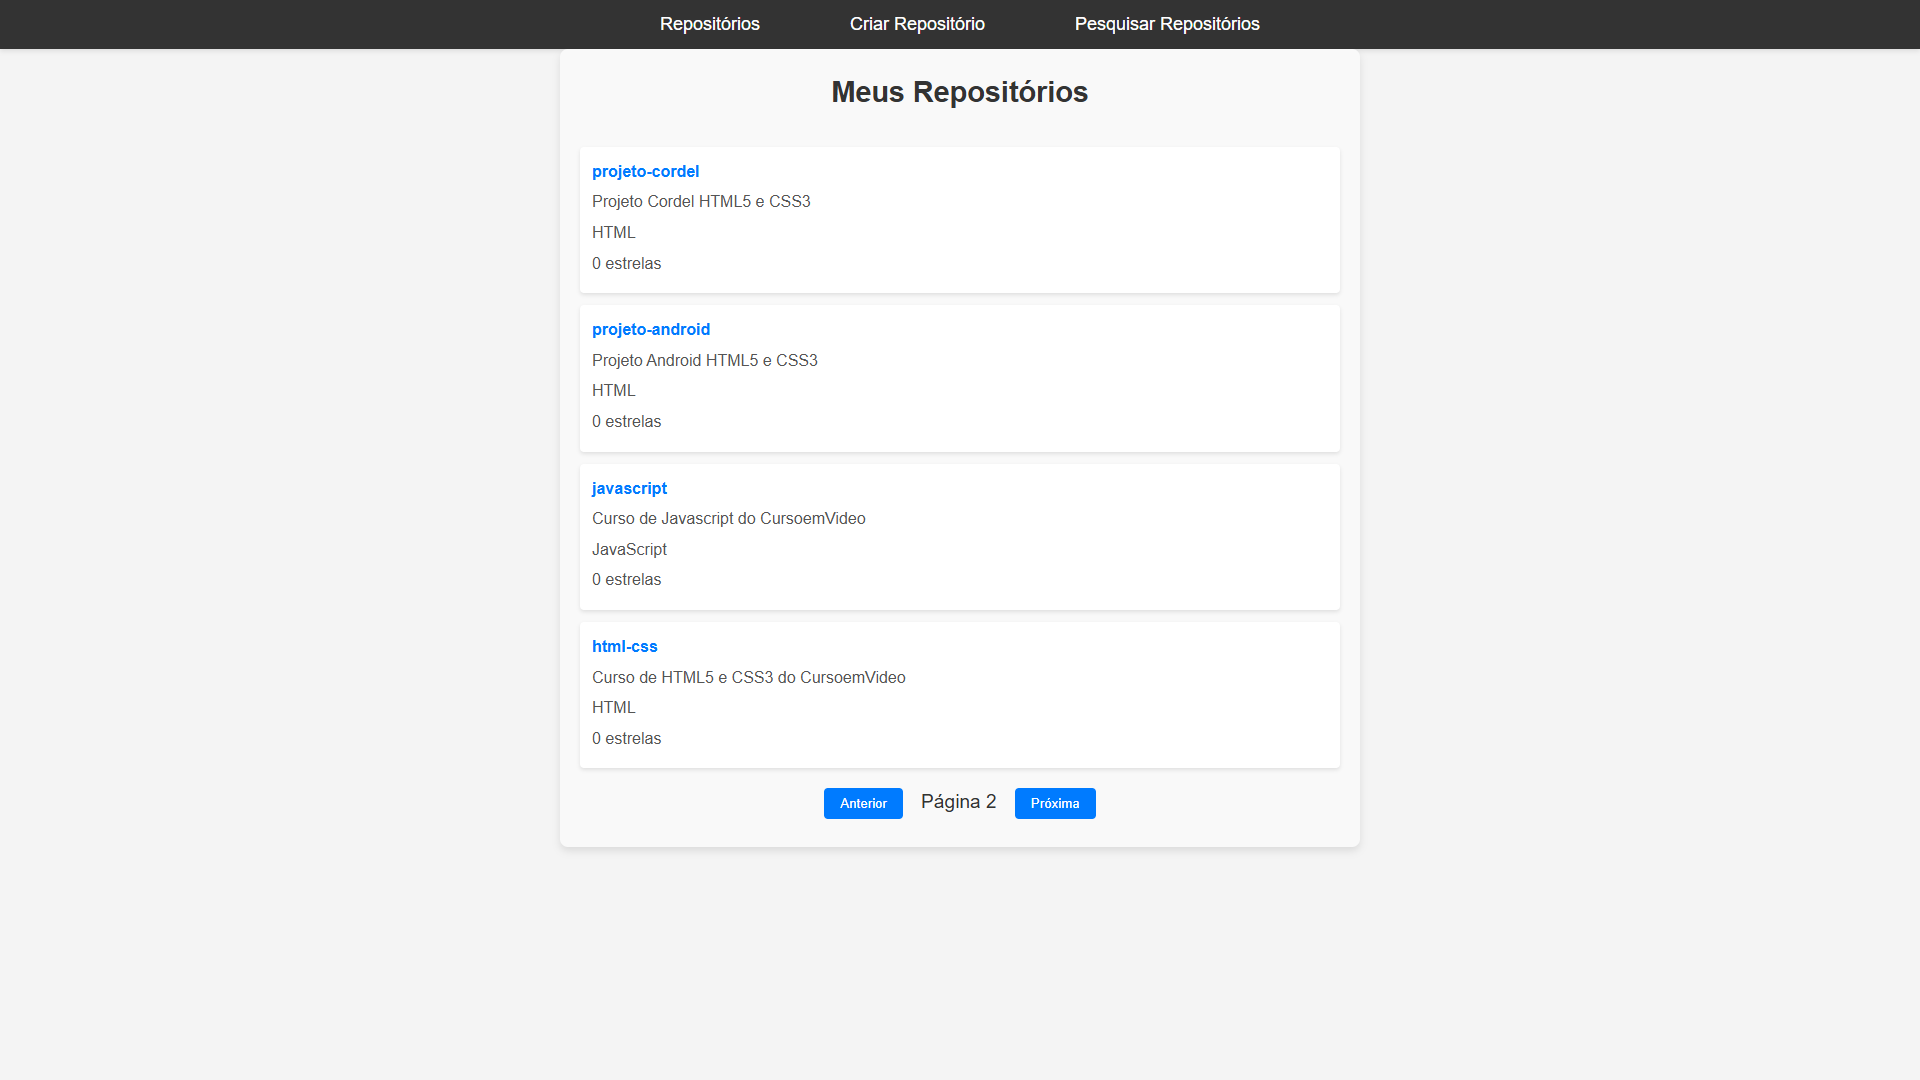 Repositórios Criar Repositório Pesquisar Repositórios
Meus Repositórios
projeto-cordel
Projeto Cordel HTML5 e CSS3
HTML
0 estrelas
projeto-android
Projeto Android HTML5 e CSS3
HTML
0 estrelas
javascript
Curso de Javascript do CursoemVideo
JavaScript
0 estrelas
html-css
Curso de HTML5 e CSS3 do CursoemVideo
HTML
0 estrelas
Anterior Página 2 Próxima